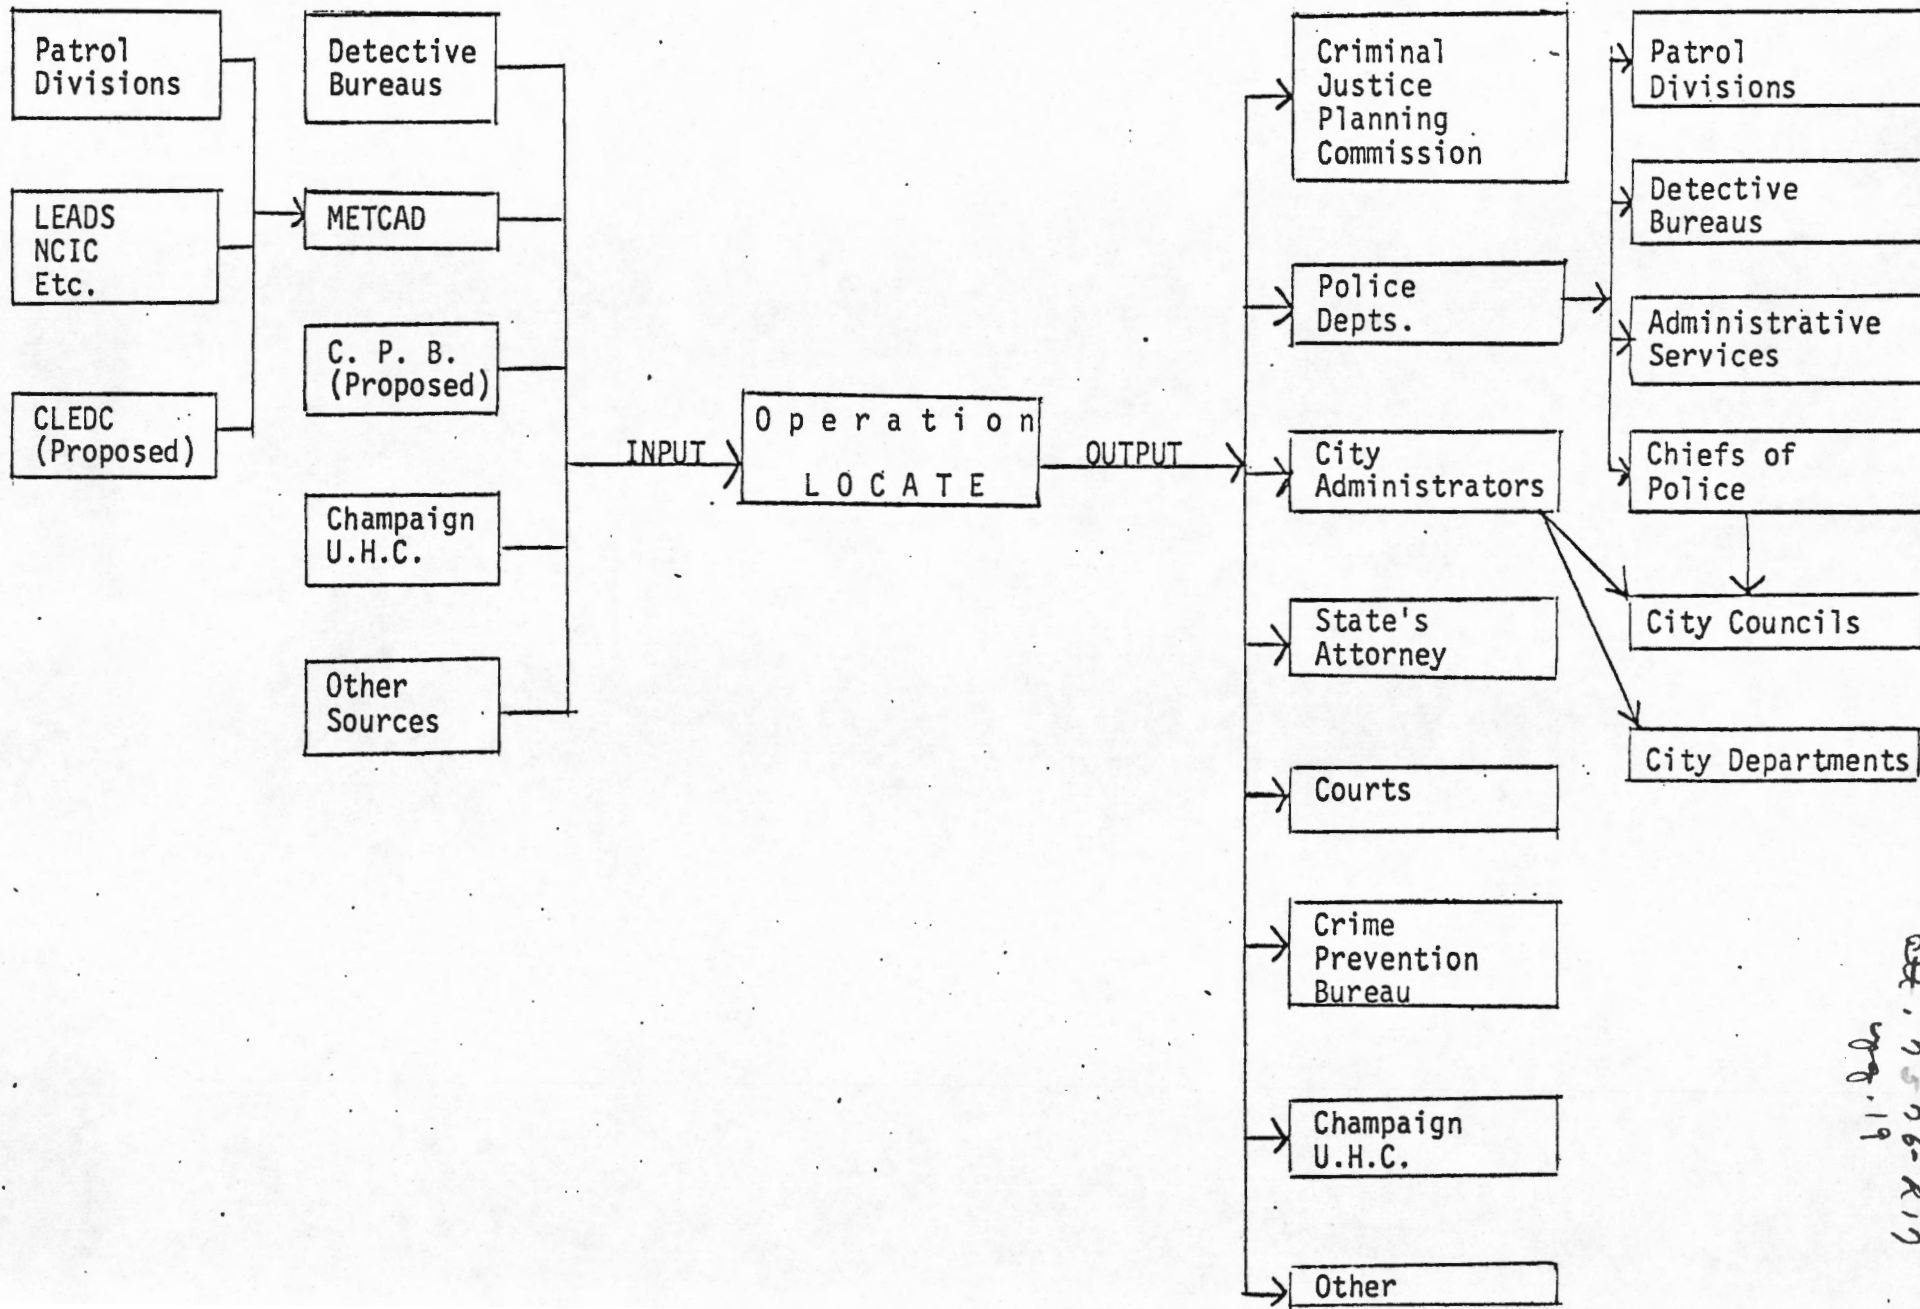 Patrol
Divisions
LEADS
NCIC
Etc.
CLEDC
(Proposed)
Detective
Bureaus
METCAD
C. P. B.
(Proposed)
Champaign
U.H.C.
Other
Sources
INPUT
Operation
LOCATE
OUTPUT
Criminal
Justice
Planning
Commission
Police
Depts.
City
Administrators
State's
Attorney
Courts
Crime
Prevention
Bureau
Champaign
U.H.C.
Other
Patrol
Divisions
Detective
Bureaus
Administrative
Services
Chiefs of
Police
City Councils
City Departments